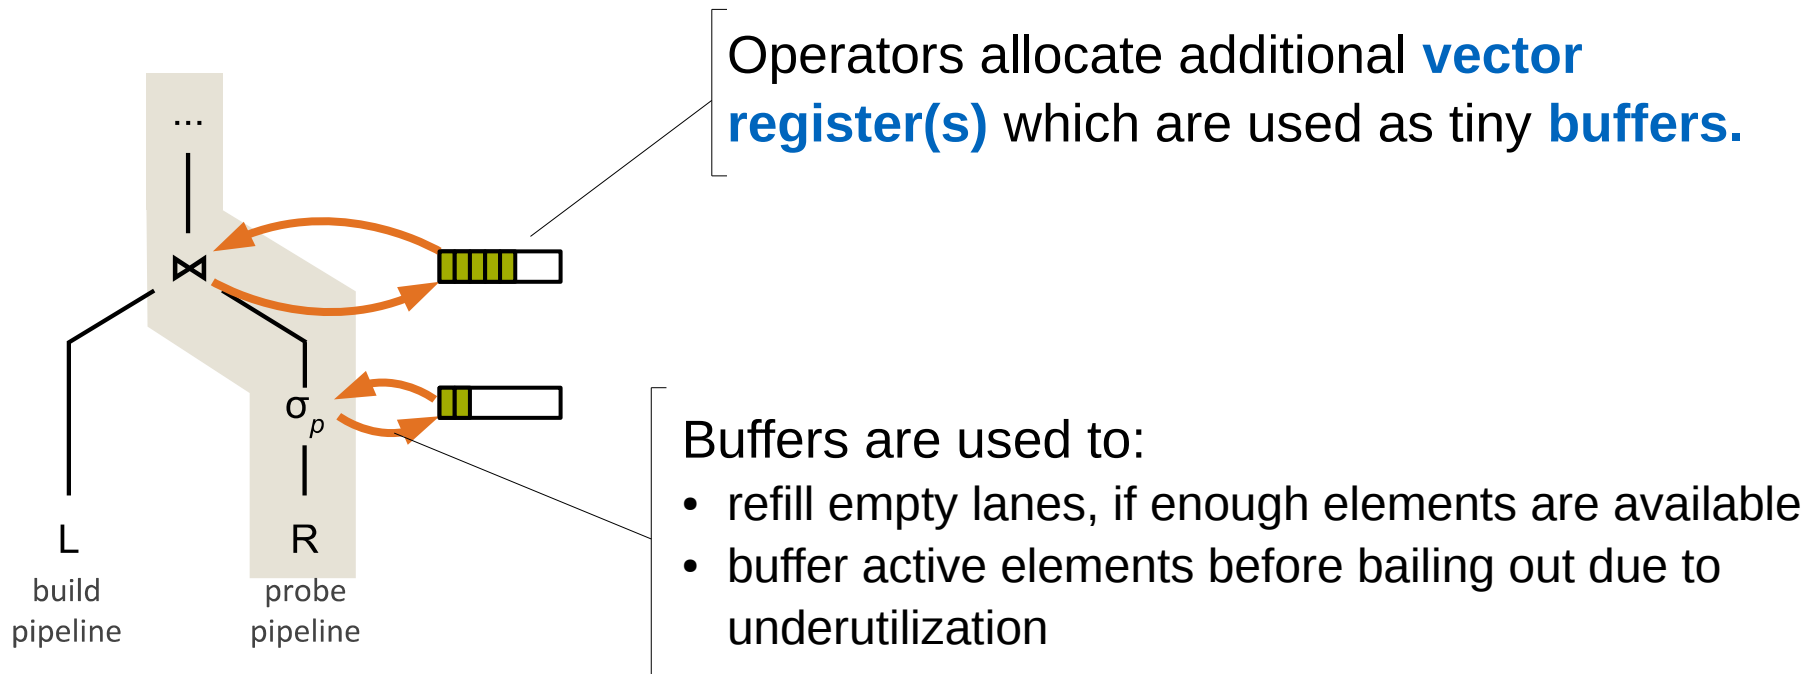 Operators allocate additional vector
register(s) which are used as tiny buffers.
...
⋈
σp
L
R
build
pipeline
probe
pipeline
Buffers are used to:
• refill empty lanes, if enough elements are available
• buffer active elements before bailing out due to
underutilization